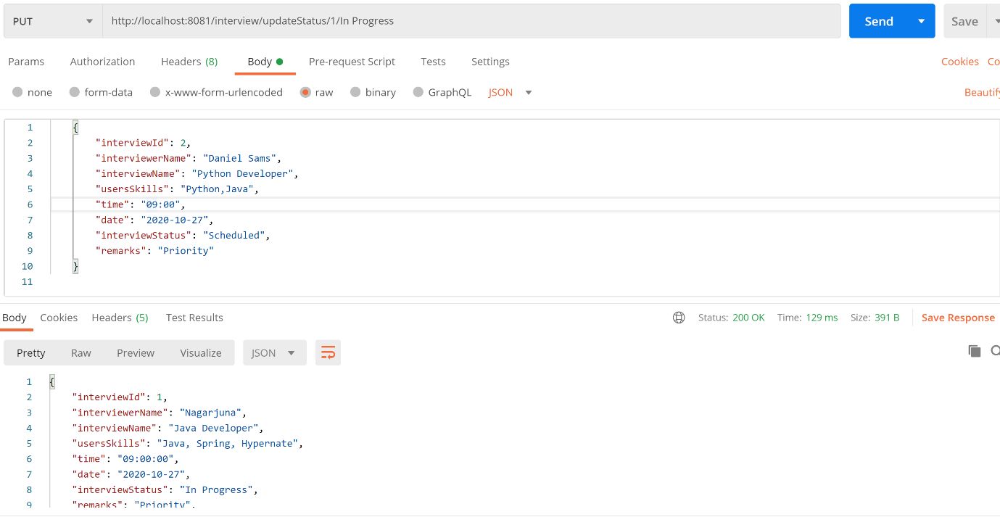 PUT http://localhost:8081/interview/updateStatus/1/In Progress Send Save
Params Authorization Headers (8) Body Pre-request Script Tests Settings Cookies Co
none form-data x-www-form-urlencoded raw binary GraphQL JSON Beautify
1 {
2 "interviewId": 2,
3 "interviewerName": "Daniel Sams",
4 "interviewName": "Python Developer",
5 "usersSkills": "Python,Java",
6 "time": "09:00",
7 "date": "2020-10-27",
8 "interviewStatus": "Scheduled",
9 "remarks": "Priority"
10 }
11
Body Cookies Headers (5) Test Results Status: 200 OK Time: 129 ms Size: 391 B Save Response
Pretty Raw Preview Visualize JSON
1 {
2 "interviewId": 1,
3 "interviewerName": "Nagarjuna",
4 "interviewName": "Java Developer",
5 "usersSkills": "Java, Spring, Hypernate",
6 "time": "09:00:00",
7 "date": "2020-10-27",
8 "interviewStatus": "In Progress",
9 "remarks": "Priority",